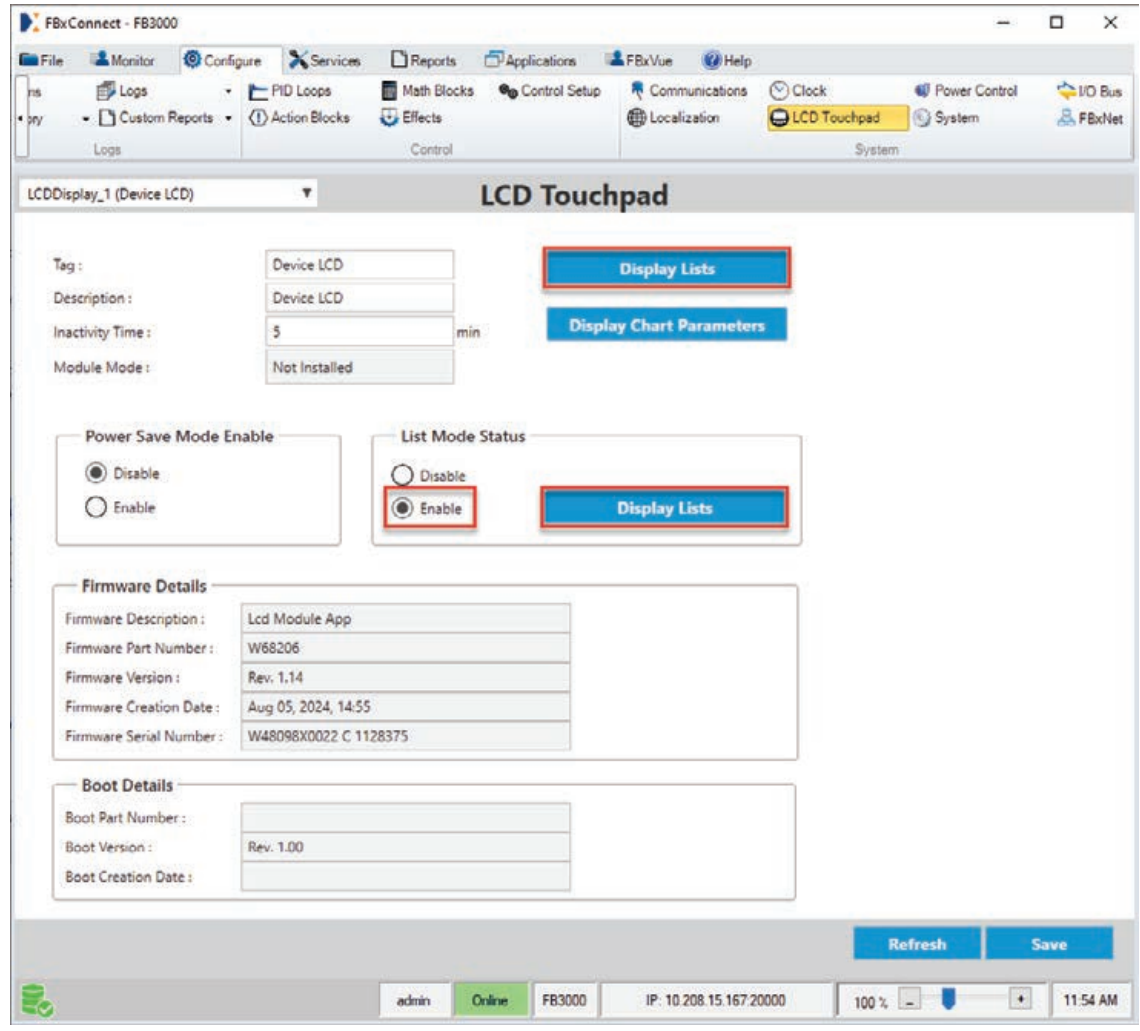 FBxConnect - FB3000
File Monitor Configure Services Reports Applications FBxVue Help
ns Logs PID Loops Math Blocks Control Setup Communications Clock Power Control I/O Bus
ory Custom Reports Action Blocks Effects Localization LCD Touchpad System FBxNet
Logs Control System
LCDDisplay_1 (Device LCD) LCD Touchpad
Tag : Device LCD Display Lists
Description : Device LCD
Inactivity Time : 5 min Display Chart Parameters
Module Mode : Not Installed
Power Save Mode Enable List Mode Status
Disable Disable
Enable Enable Display Lists
Firmware Details
Firmware Description : Lcd Module App
Firmware Part Number : W68206
Firmware Version : Rev. 1.14
Firmware Creation Date : Aug 05, 2024, 14:55
Firmware Serial Number : W48098X0022 C 1128375
Boot Details
Boot Part Number :
Boot Version : Rev. 1.00
Boot Creation Date :
Refresh Save
admin Online FB3000 IP: 10.208.15.167:20000 100 % - + 11:54 AM